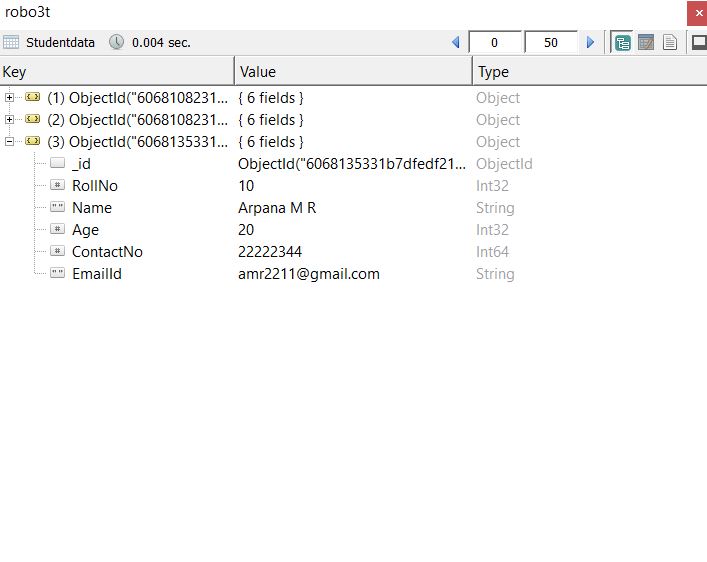 robo3t
Studentdata 0.004 sec. 0 50
Key Value Type
(1) ObjectId("6068108231... { 6 fields } Object
(2) ObjectId("6068108231... { 6 fields } Object
(3) ObjectId("6068135331... { 6 fields } Object
_id ObjectId("6068135331b7dfedf21... ObjectId
# RollNo 10 Int32
"" Name Arpana M R String
# Age 20 Int32
# ContactNo 22222344 Int64
"" EmailId amr2211@gmail.com String